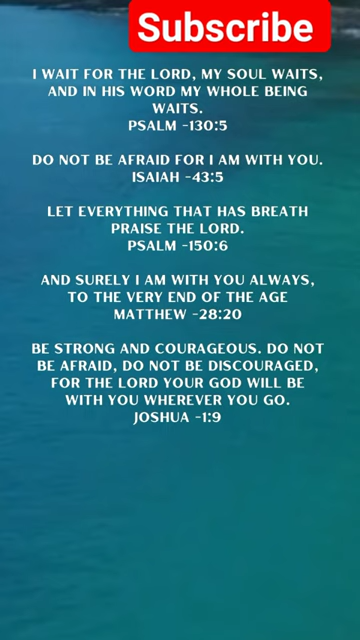 Subscribe
I WAIT FOR THE LORD, MY SOUL WAITS,
AND IN HIS WORD MY WHOLE BEING
WAITS.
PSALM -130:5
DO NOT BE AFRAID FOR I AM WITH YOU.
ISAIAH -43:5
LET EVERYTHING THAT HAS BREATH
PRAISE THE LORD.
PSALM -150:6
AND SURELY I AM WITH YOU ALWAYS,
TO THE VERY END OF THE AGE
MATTHEW -28:20
BE STRONG AND COURAGEOUS. DO NOT
BE AFRAID, DO NOT BE DISCOURAGED,
FOR THE LORD YOUR GOD WILL BE
WITH YOU WHEREVER YOU GO.
JOSHUA -1:9